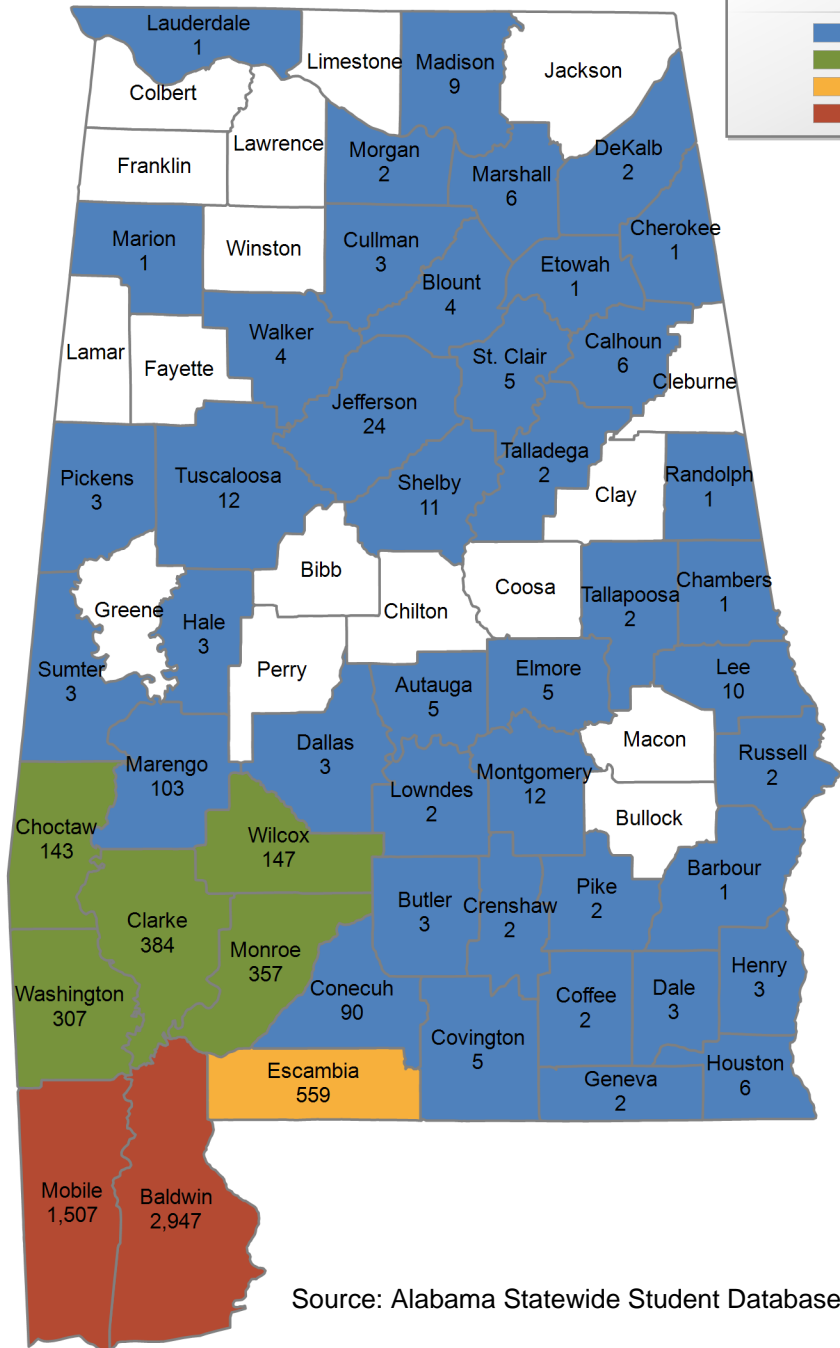 Lauderdale
1
Limestone
Madison
9
Jackson
Colbert
Lawrence
Franklin
Morgan
2
Marshall
6
DeKalb
2
Marion
1
Winston
Cullman
3
Blount
4
Etowah
1
Cherokee
1
Lamar
Fayette
Walker
4
Jefferson
24
St. Clair
5
Calhoun
6
Cleburne
Pickens
3
Tuscaloosa
12
Shelby
11
Talladega
2
Clay
Randolph
1
Greene
Hale
3
Bibb
Chilton
Coosa
Tallapoosa
2
Chambers
1
Sumter
3
Perry
Autauga
5
Elmore
5
Lee
10
Marengo
103
Dallas
3
Lowndes
2
Montgomery
12
Macon
Russell
2
Bullock
Choctaw
143
Wilcox
147
Clarke
384
Monroe
357
Butler
3
Crenshaw
2
Pike
2
Barbour
1
Washington
307
Conecuh
90
Covington
5
Coffee
2
Dale
3
Henry
3
Escambia
559
Geneva
2
Houston
6
Mobile
1,507
Baldwin
2,947
Source: Alabama Statewide Student Database